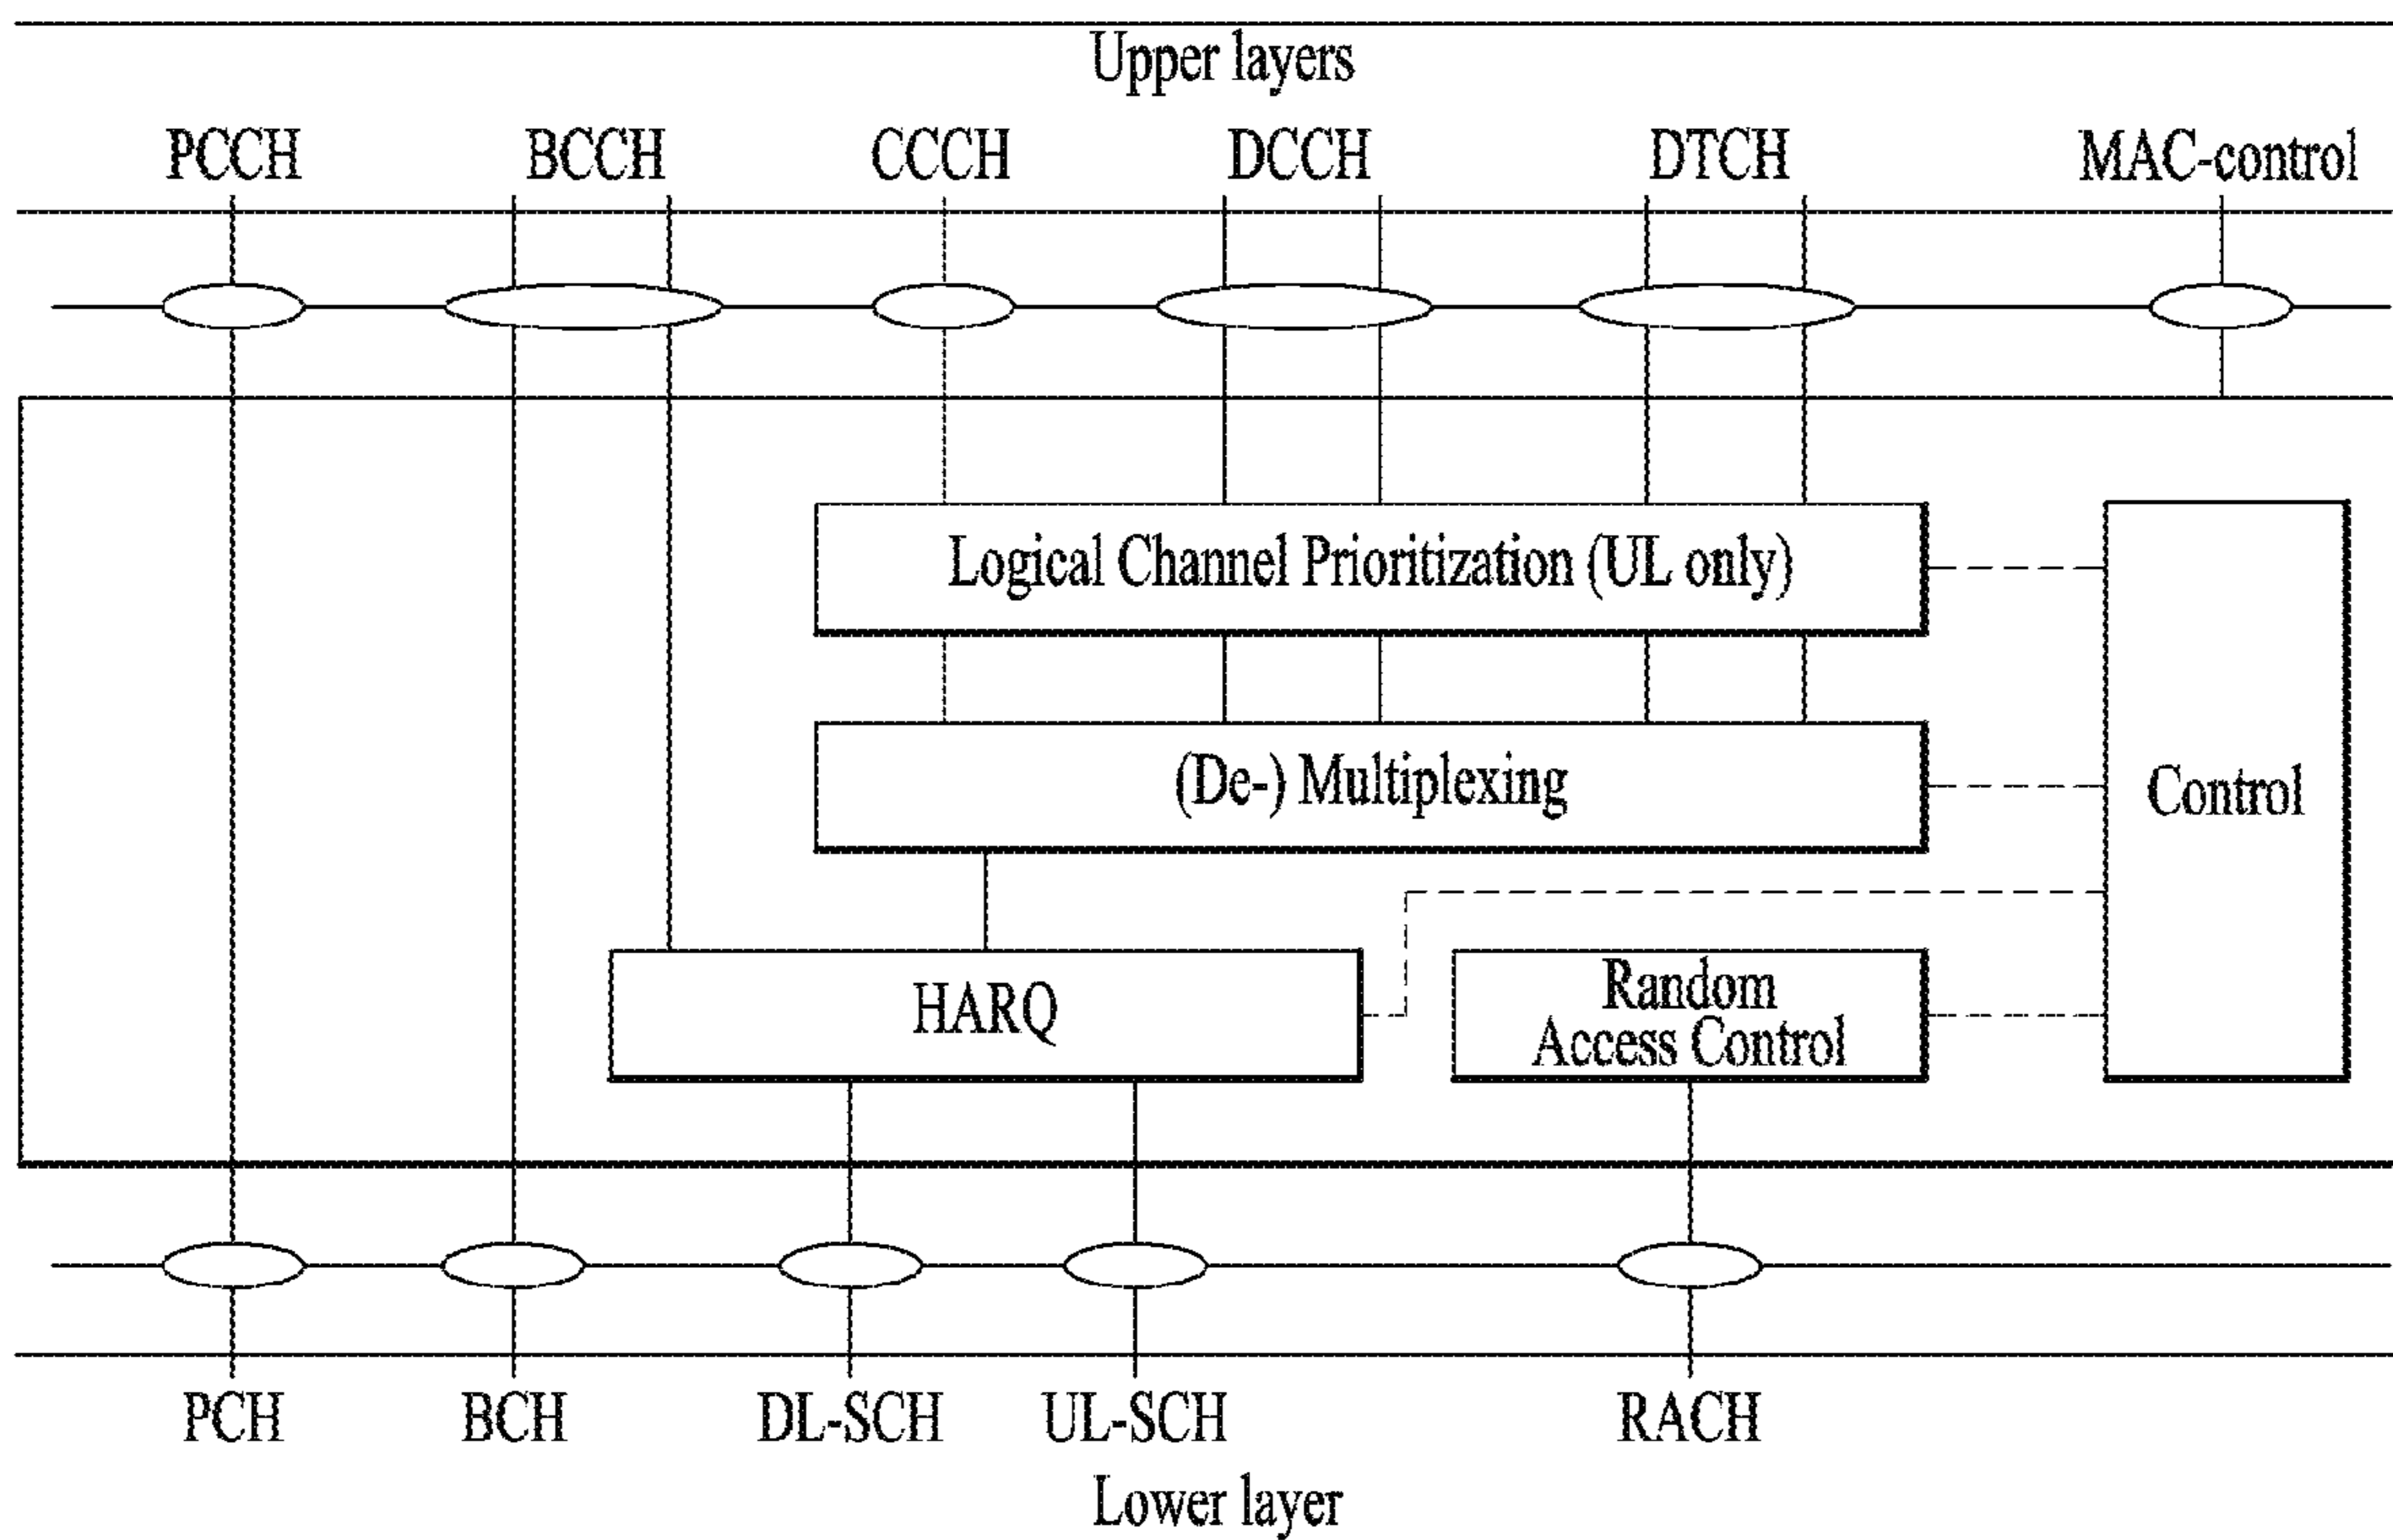 Upper layers
PCCH BCCH CCCH DCCH DTCH MAC-control
Logical Channel Prioritization (UL only)
(De-) Multiplexing
Control
HARQ
Random
Access Control
PCH BCH DL-SCH UL-SCH RACH
Lower layer